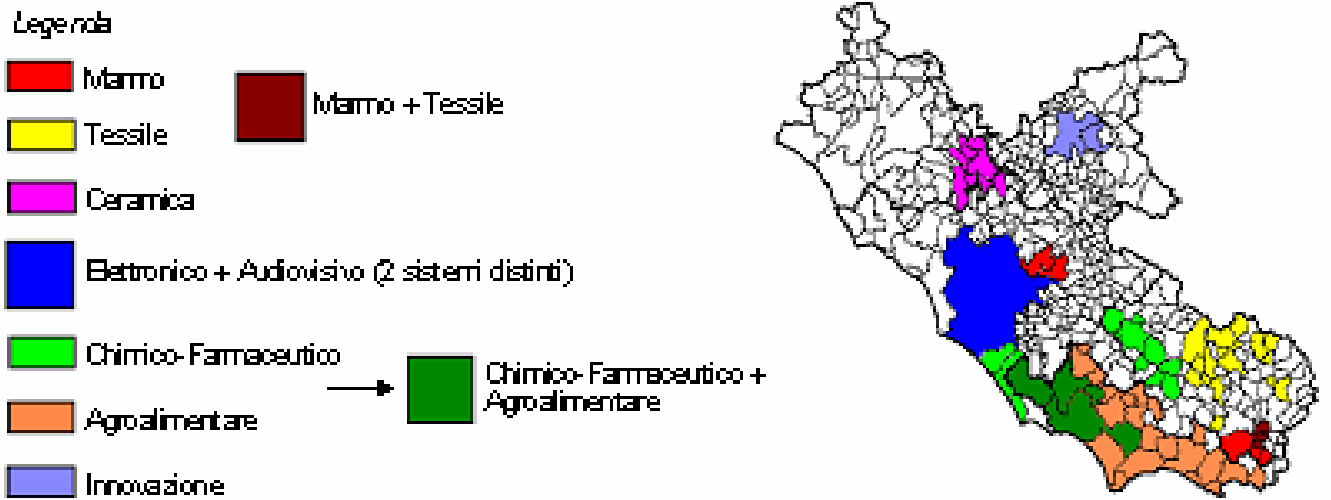 Legenda
Marmo
Marmo + Tessile
Tessile
Ceramica
Elettronico + Audiovisivo (2 sistemi distinti)
Chimico-Farmaceutico
Chimico-Farmaceutico +
Agroalimentare
Agroalimentare
Innovazione